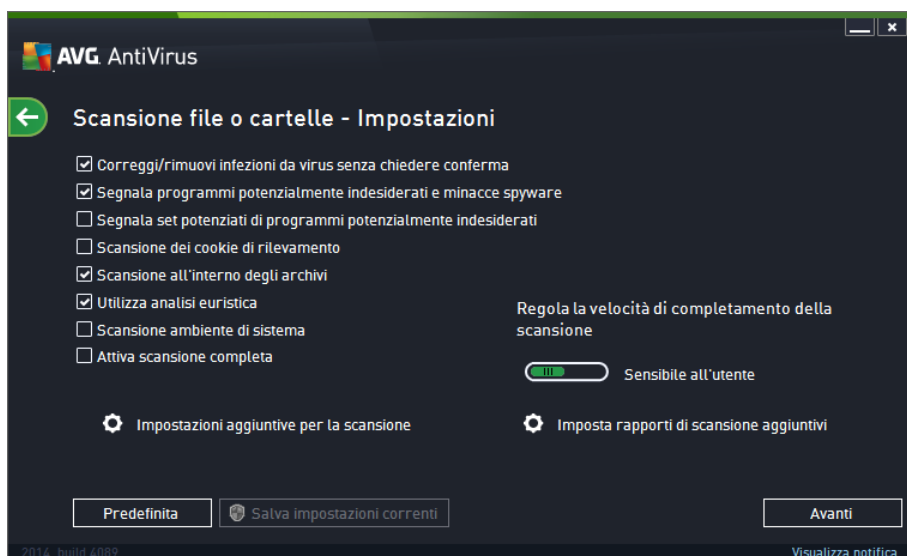 AVG. AntiVirus
Scansione file o cartelle - Impostazioni
Correggi/rimuovi infezioni da virus senza chiedere conferma
Segnala programmi potenzialmente indesiderati e minacce spyware
Segnala set potenziati di programmi potenzialmente indesiderati
Scansione dei cookie di rilevamento
Scansione all'interno degli archivi
Utilizza analisi euristica
Scansione ambiente di sistema
Attiva scansione completa
Regola la velocità di completamento della
scansione
Sensibile all'utente
Impostazioni aggiuntive per la scansione
Imposta rapporti di scansione aggiuntivi
Predefinita
Salva impostazioni correnti
Avanti
2014 build 4089
Visualizza notifica